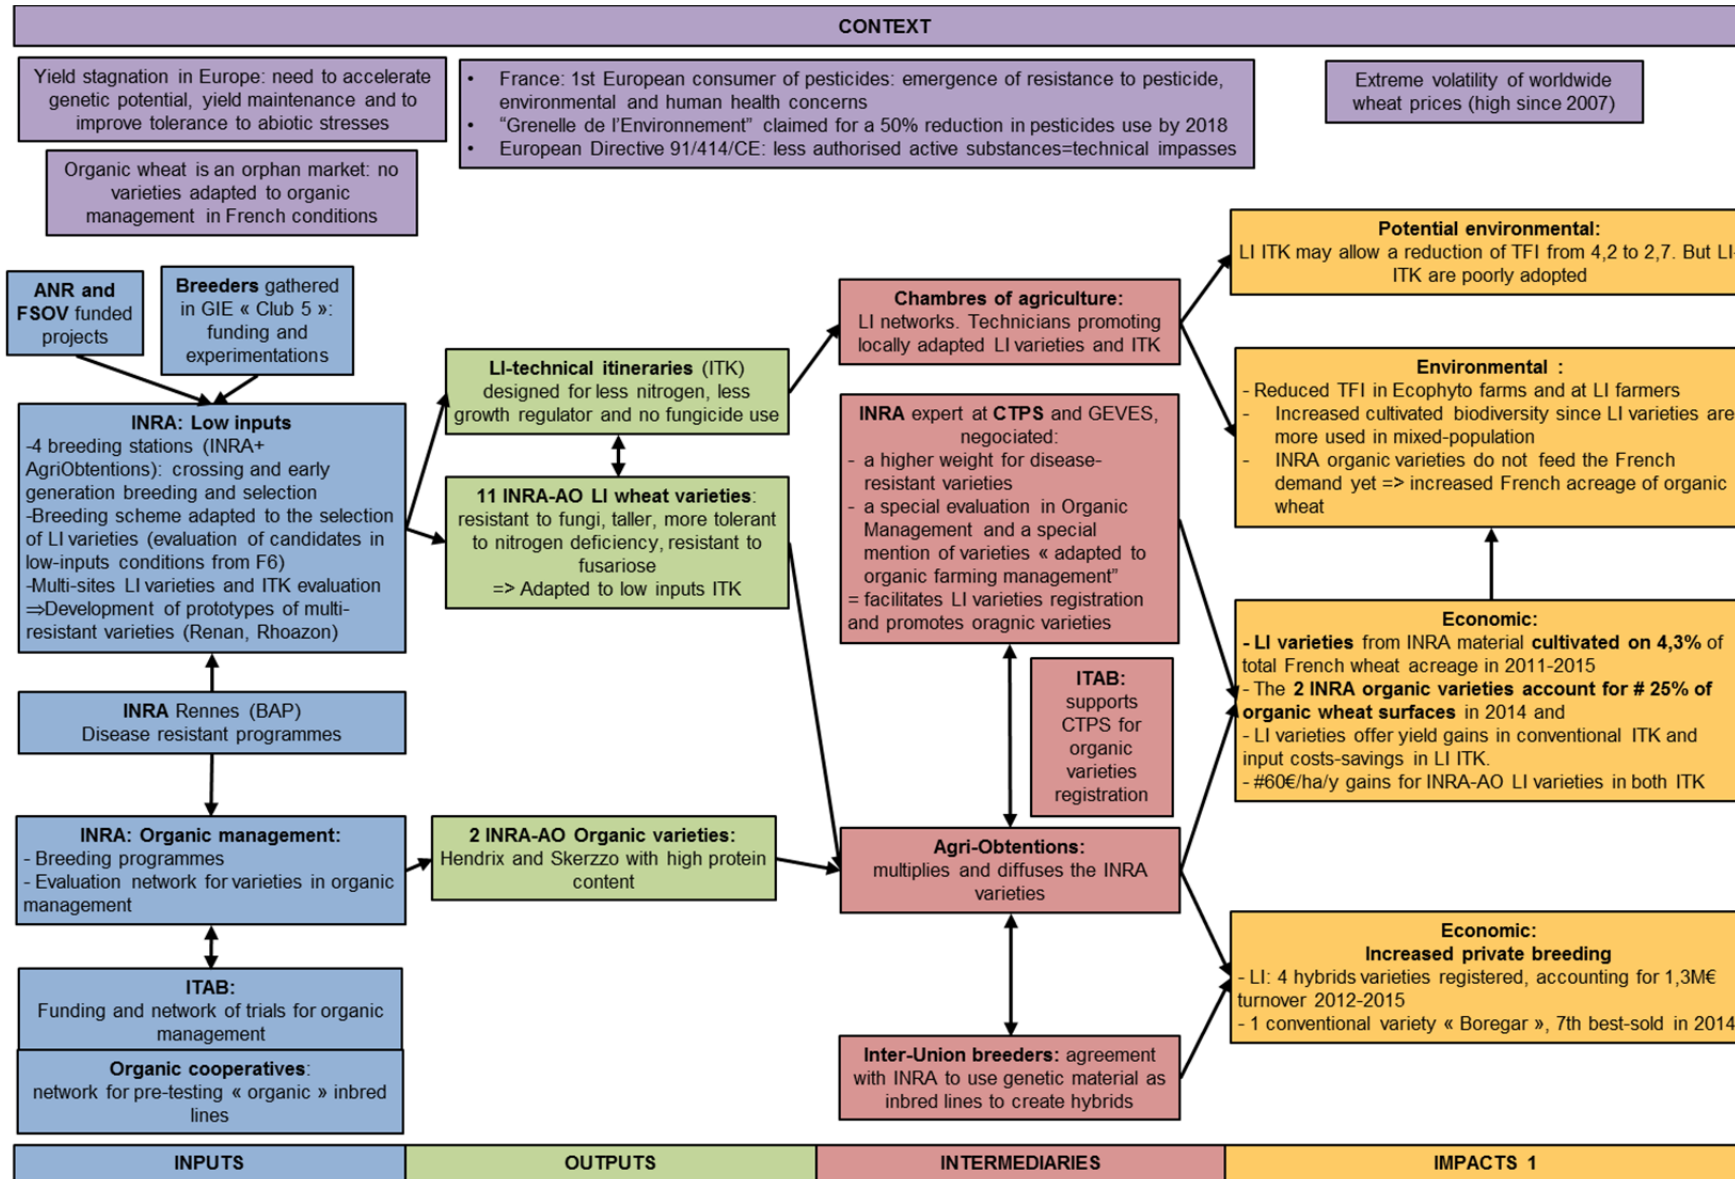 CONTEXT
Yield stagnation in Europe: need to accelerate
genetic potential, yield maintenance and to
improve tolerance to abiotic stresses
Organic wheat is an orphan market: no
varieties adapted to organic
management in French conditions
• France: 1st European consumer of pesticides: emergence of resistance to pesticide,
environmental and human health concerns
• “Grenelle de l’Environnement” claimed for a 50% reduction in pesticides use by 2018
• European Directive 91/414/CE: less authorised active substances=technical impasses
Extreme volatility of worldwide
wheat prices (high since 2007)
ANR and
FSOV funded
projects
Breeders gathered
in GIE « Club 5 »:
funding and
experimentations
INRA: Low inputs
-4 breeding stations (INRA+
AgriObtentions): crossing and early
generation breeding and selection
-Breeding scheme adapted to the selection
of LI varieties (evaluation of candidates in
low-inputs conditions from F6)
-Multi-sites LI varieties and ITK evaluation
⇒Development of prototypes of multi-
resistant varieties (Renan, Rhoazon)
INRA Rennes (BAP)
Disease resistant programmes
INRA: Organic management:
- Breeding programmes
- Evaluation network for varieties in organic
management
ITAB:
Funding and network of trials for organic
management
Organic cooperatives:
network for pre-testing « organic » inbred
lines
LI-technical itineraries (ITK)
designed for less nitrogen, less
growth regulator and no fungicide use
11 INRA-AO LI wheat varieties:
resistant to fungi, taller, more tolerant
to nitrogen deficiency, resistant to
fusariose
=> Adapted to low inputs ITK
2 INRA-AO Organic varieties:
Hendrix and Skerzzo with high protein
content
Chambres of agriculture:
LI networks. Technicians promoting
locally adapted LI varieties and ITK
INRA expert at CTPS and GEVES,
negociated:
- a higher weight for disease-
resistant varieties
- a special evaluation in Organic
Management and a special
mention of varieties « adapted to
organic farming management”
= facilitates LI varieties registration
and promotes oragnic varieties
ITAB:
supports
CTPS for
organic
varieties
registration
Agri-Obtentions:
multiplies and diffuses the INRA
varieties
Inter-Union breeders: agreement
with INRA to use genetic material as
inbred lines to create hybrids
Potential environmental:
LI ITK may allow a reduction of TFI from 4,2 to 2,7. But LI-
ITK are poorly adopted
Environmental :
- Reduced TFI in Ecophyto farms and at LI farmers
- Increased cultivated biodiversity since LI varieties are
more used in mixed-population
- INRA organic varieties do not feed the French
demand yet => increased French acreage of organic
wheat
Economic:
- LI varieties from INRA material cultivated on 4,3% of
total French wheat acreage in 2011-2015
- The 2 INRA organic varieties account for # 25% of
organic wheat surfaces in 2014 and
- LI varieties offer yield gains in conventional ITK and
input costs-savings in LI ITK.
- #60€/ha/y gains for INRA-AO LI varieties in both ITK
Economic:
Increased private breeding
- LI: 4 hybrids varieties registered, accounting for 1,3M€
turnover 2012-2015
- 1 conventional variety « Boregar », 7th best-sold in 2014
INPUTS
OUTPUTS
INTERMEDIARIES
IMPACTS 1